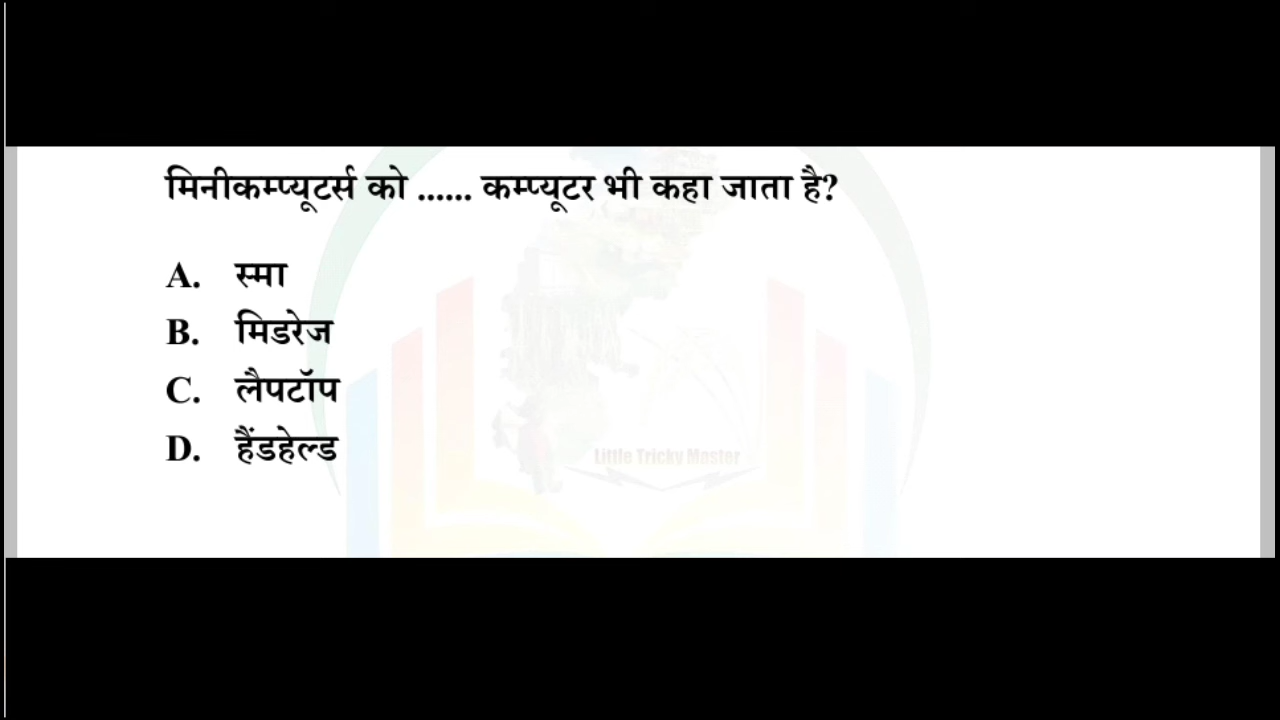 मिनीकम्प्यूटर्स को ...... कम्प्यूटर भी कहा जाता है?
A. स्मा
B. मिडरेज
C. लैपटॉप
D. हैंडहेल्ड
Little Tricky Master